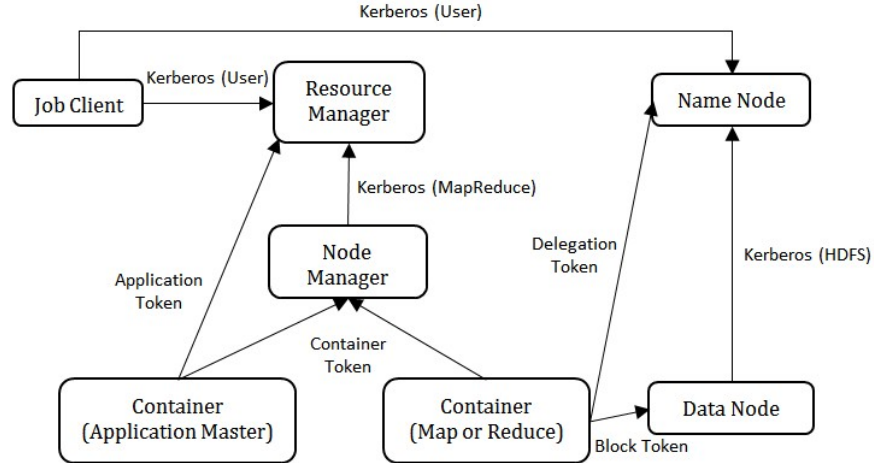 Kerberos (User)
Kerberos (User)
Job Client
Resource
Manager
Name Node
Kerberos (MapReduce)
Node
Manager
Delegation
Token
Kerberos (HDFS)
Application
Token
Container
Token
Container
(Application Master)
Container
(Map or Reduce)
Data Node
Block Token